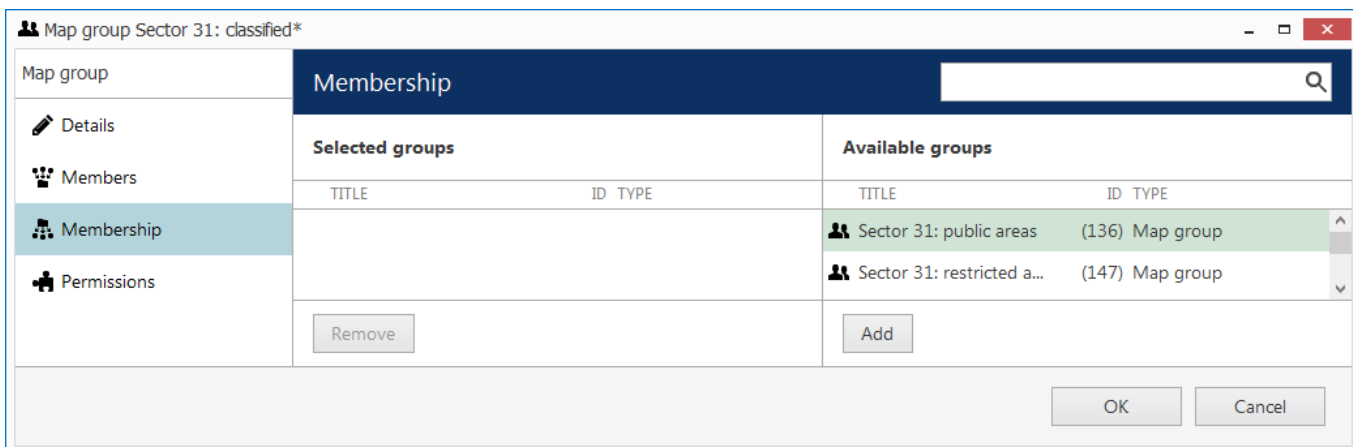 Map group Sector 31: classified*
Map group
Details
Members
Membership
Permissions
Membership
Selected groups
TITLE ID TYPE
Remove
Available groups
TITLE ID TYPE
Sector 31: public areas (136) Map group
Sector 31: restricted a... (147) Map group
Add
OK Cancel